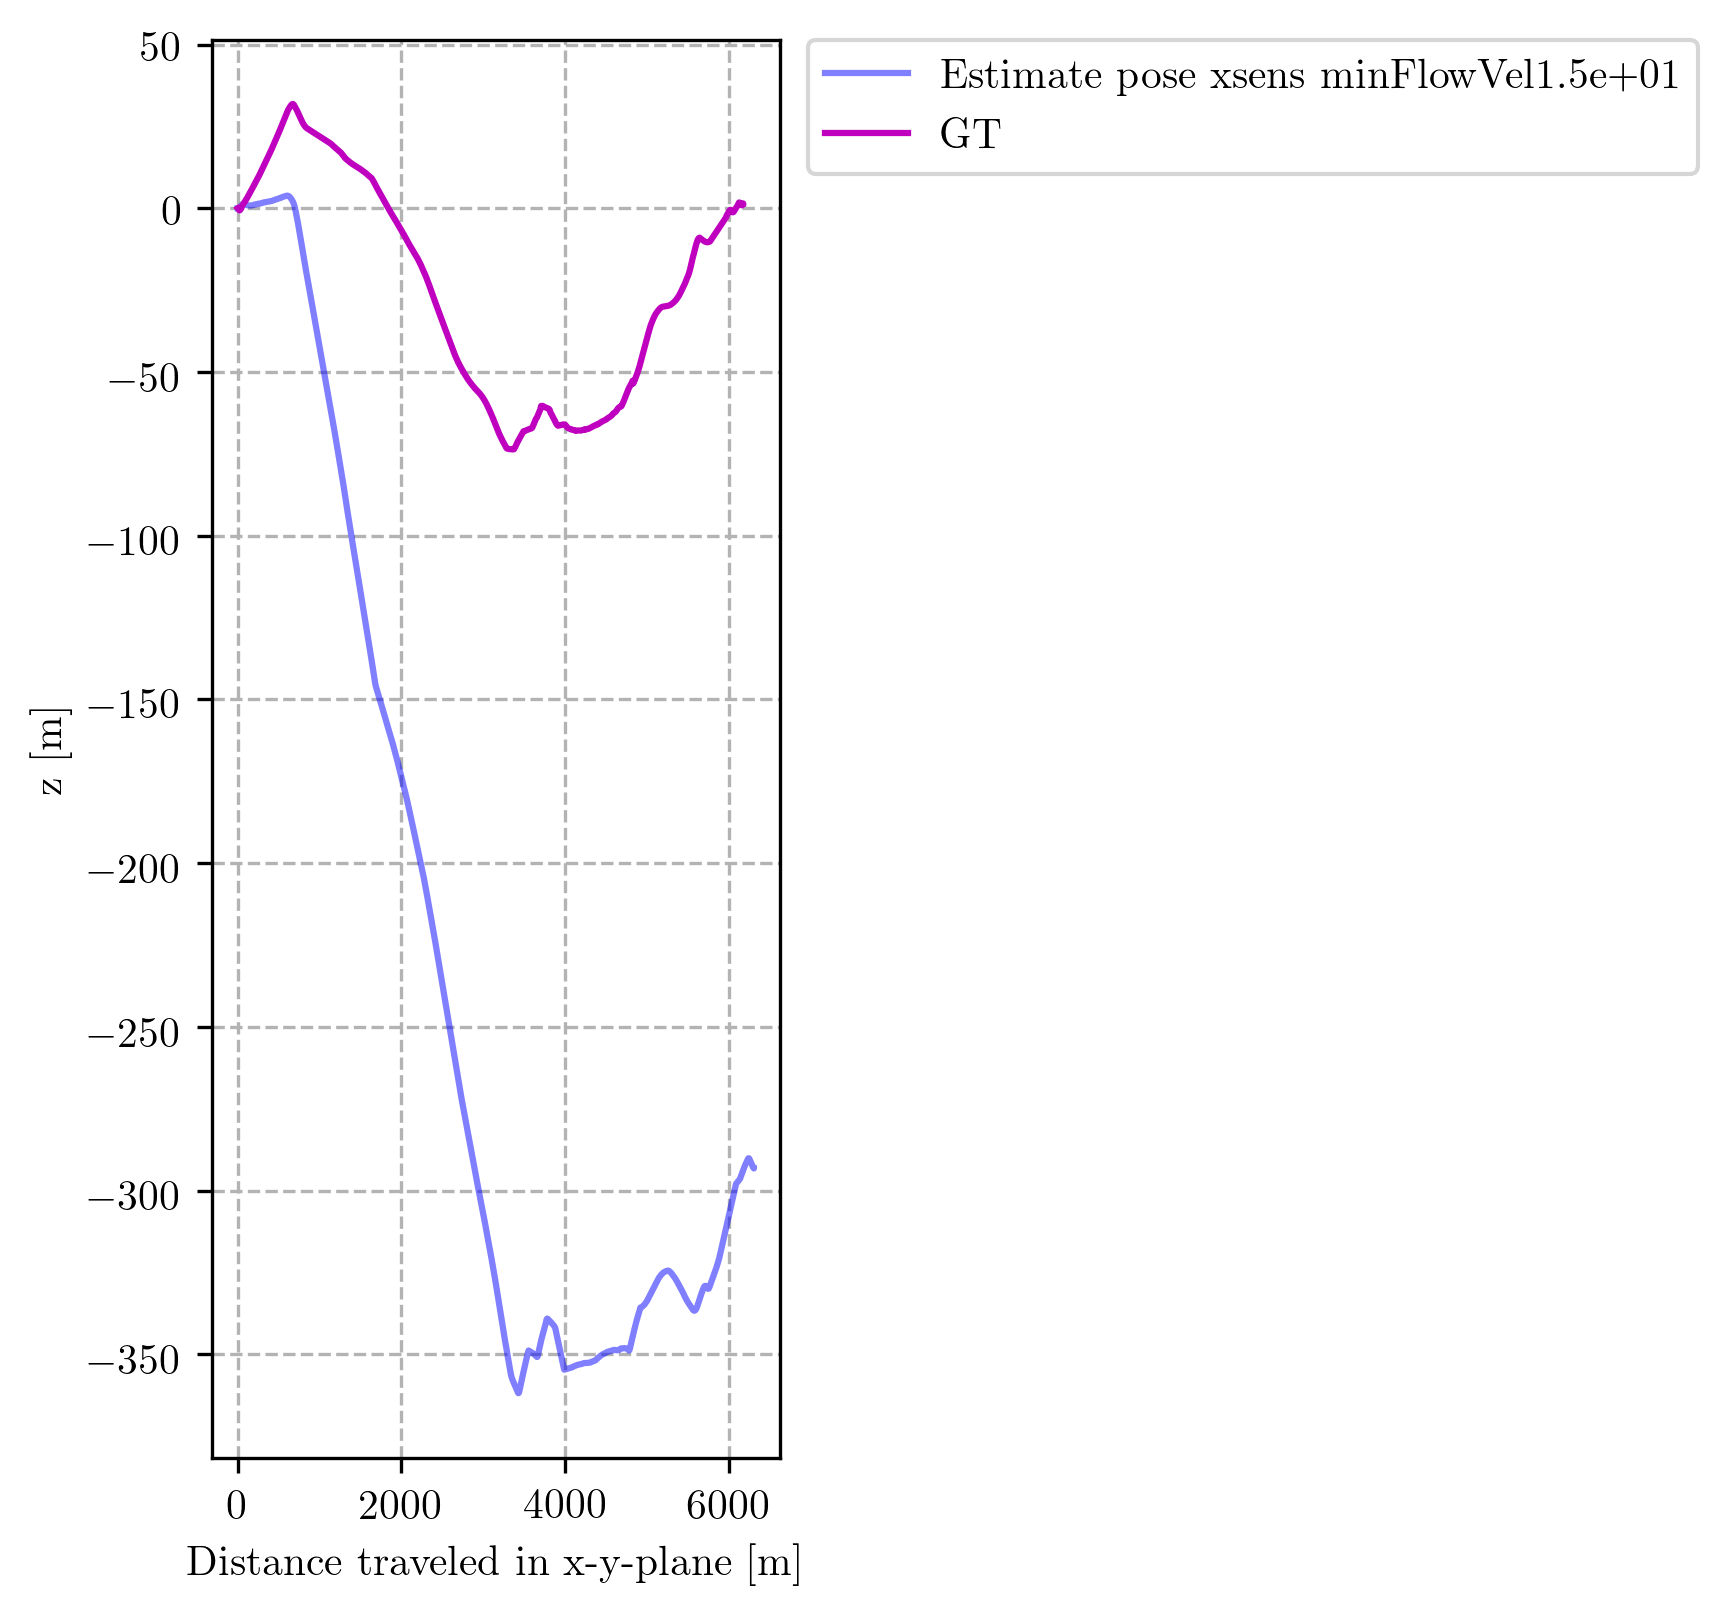 50
0
−50
−100
−150
−200
−250
−300
−350
z [m]
0 2000 4000 6000
Distance traveled in x-y-plane [m]
Estimate pose xsens minFlowVel1.5e+01
GT